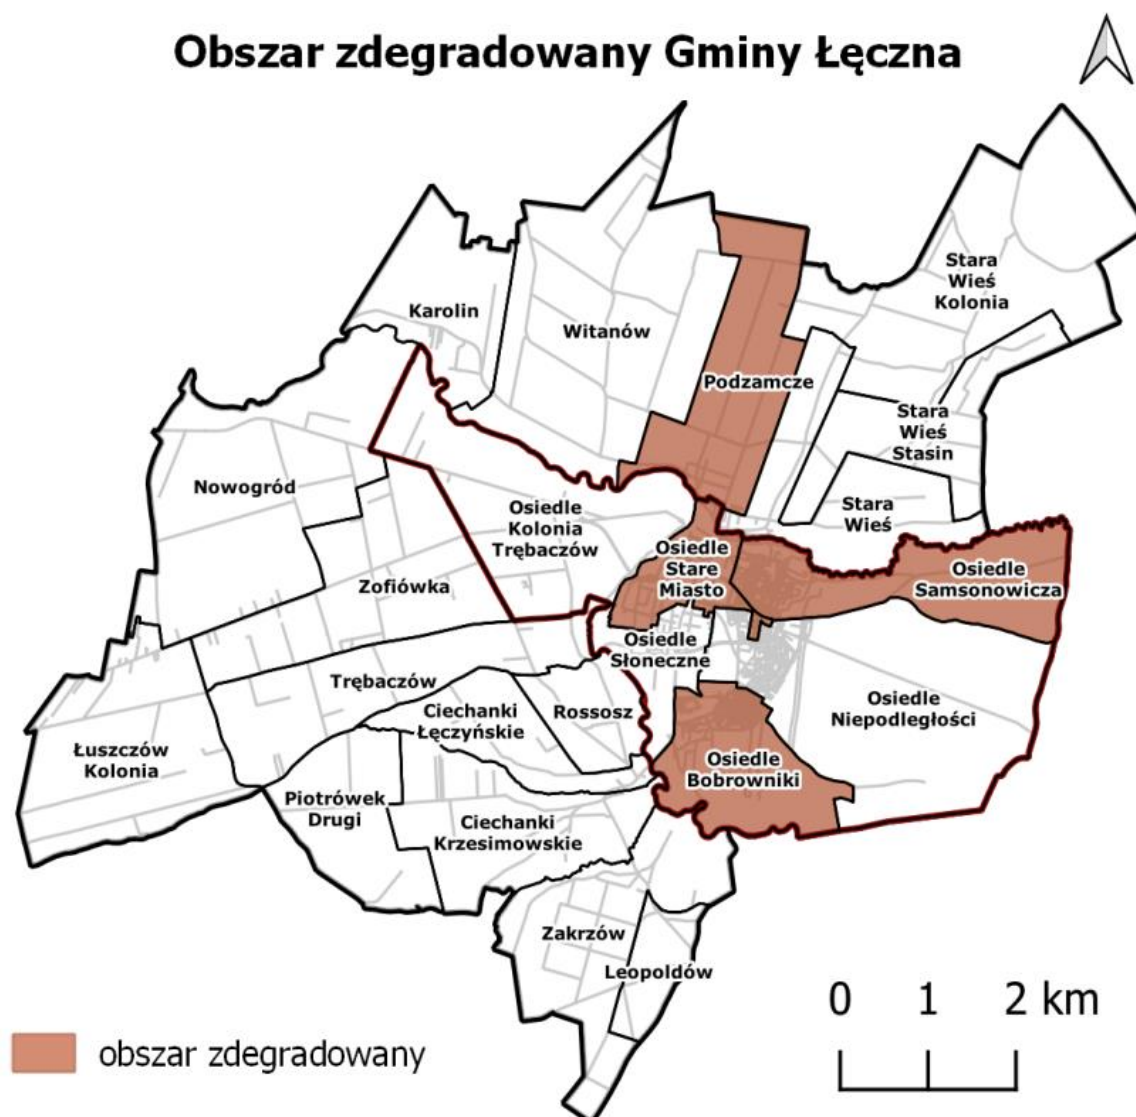 Obszar zdegradowany Gminy Łęczna
Stara
Wieś
Kolonia
Karolin
Witanów
Podzamcze
Stara
Wieś
Stasin
Nowogród
Stara
Wieś
Osiedle
Kolonia
Trębaczów
Osiedle
Stare
Miasto
Osiedle
Samsonowicza
Zofiówka
Osiedle
Słoneczne
Trębaczów
Ciechanki
Łęczyńskie
Rossosz
Osiedle
Niepodległości
Łuszczów
Kolonia
Osiedle
Bobrowniki
Piotrówek
Drugi
Ciechanki
Krzesimowskie
Zakrzów
Leopoldów
0 1 2 km
obszar zdegradowany